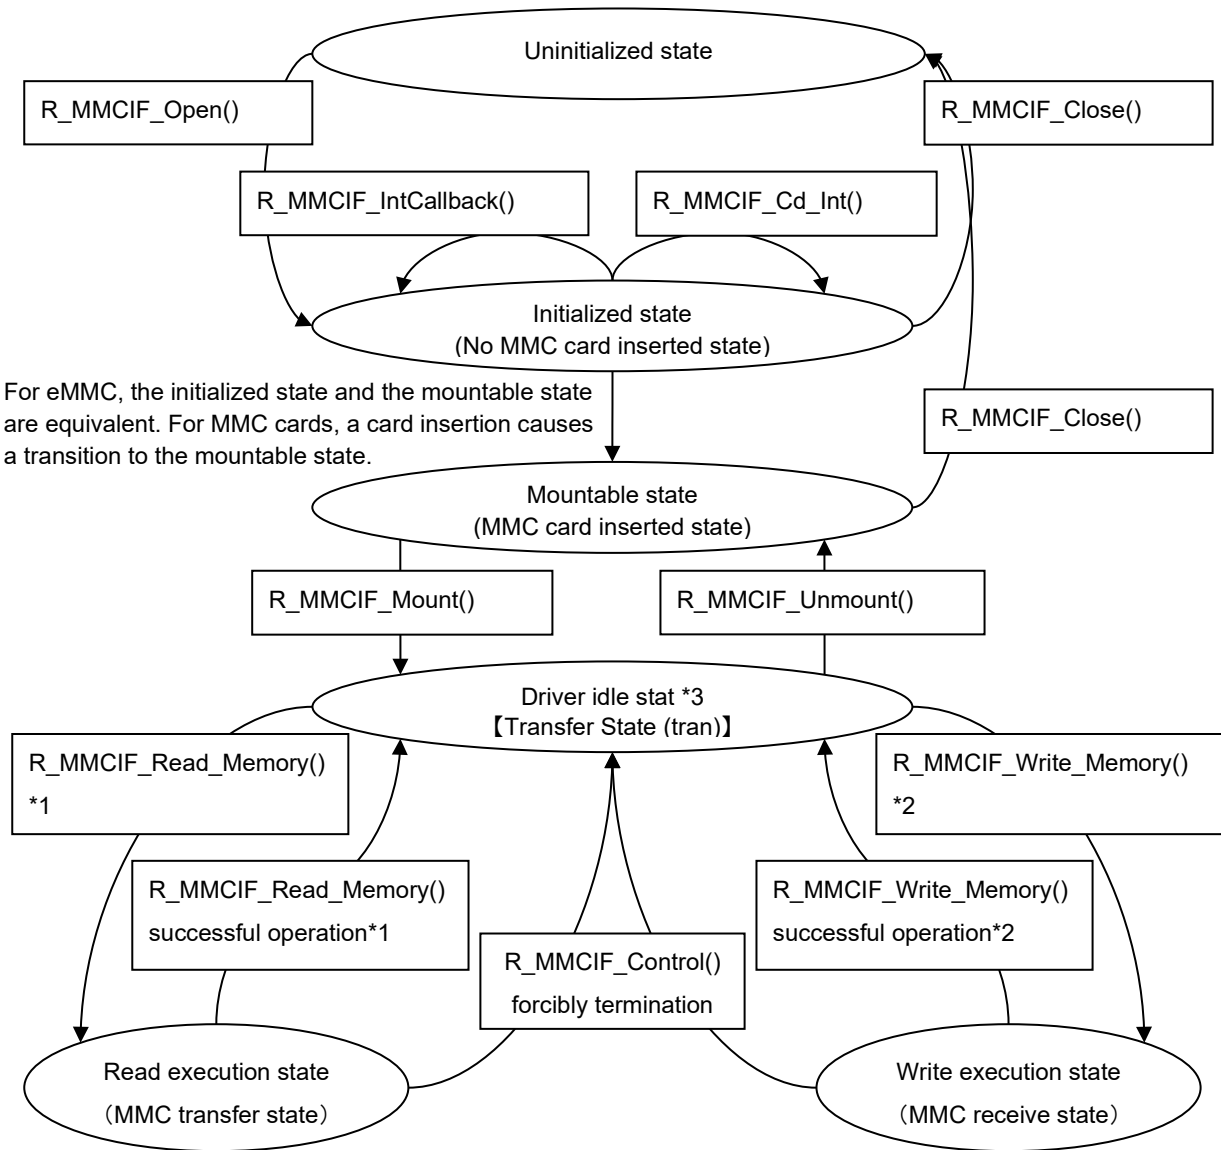 Uninitialized state
R_MMCIF_Open()
R_MMCIF_Close()
R_MMCIF_IntCallback()
R_MMCIF_Cd_Int()
Initialized state
(No MMC card inserted state)
For eMMC, the initialized state and the mountable state
are equivalent. For MMC cards, a card insertion causes
a transition to the mountable state.
R_MMCIF_Close()
Mountable state
(MMC card inserted state)
R_MMCIF_Mount()
R_MMCIF_Unmount()
Driver idle stat *3
【Transfer State (tran)】
R_MMCIF_Read_Memory()
*1
R_MMCIF_Write_Memory()
*2
R_MMCIF_Read_Memory()
successful operation*1
R_MMCIF_Write_Memory()
successful operation*2
R_MMCIF_Control()
forcibly termination
Read execution state
（MMC transfer state）
Write execution state
（MMC receive state）